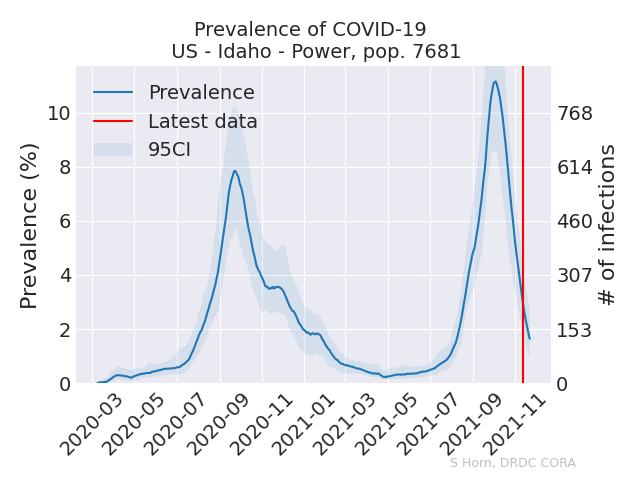 Prevalence of COVID-19
US - Idaho - Power, pop. 7681
Prevalence
Latest data
95CI
Prevalence (%)
10
8
6
4
2
0
768
614
460
307
153
0
# of infections
2020-03
2020-05
2020-07
2020-09
2020-11
2021-01
2021-03
2021-05
2021-07
2021-09
2021-11
S Horn, DRDC CORA